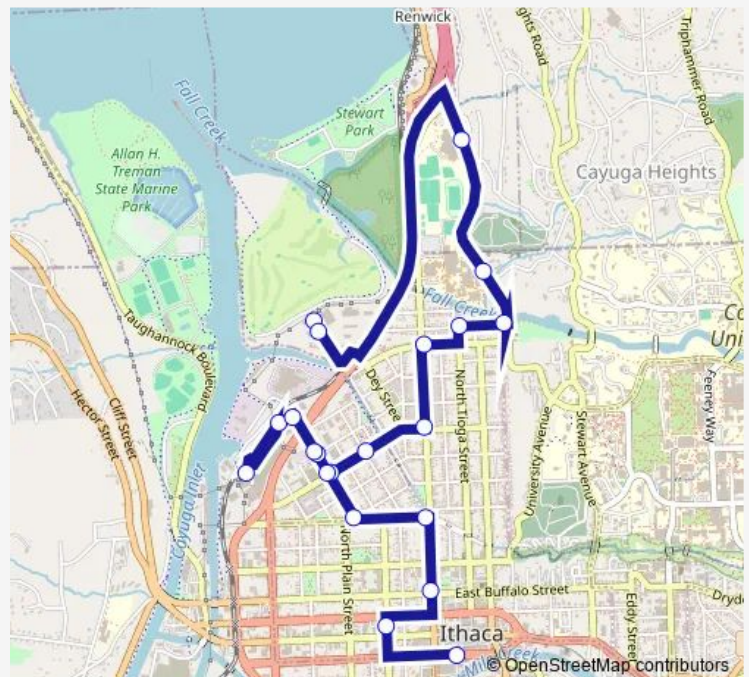 Renwick
ghts Road
Triphammer Road
Fall Creek
Stewart
Park
Allan H.
Treman
State Marine
Park
Cayuga Heights
Taughannock Boulevard
Fall Creek
Co
Uni
Hector Street
Cliff Street
Dey Street
North Tioga Street
University Avenue
Stewart Avenue
Feeney Way
Cayuga Inlet
North Plain Street
East Buffalo Street
Eddy Street
Dryde
Ithaca
© OpenStreetMap contributors